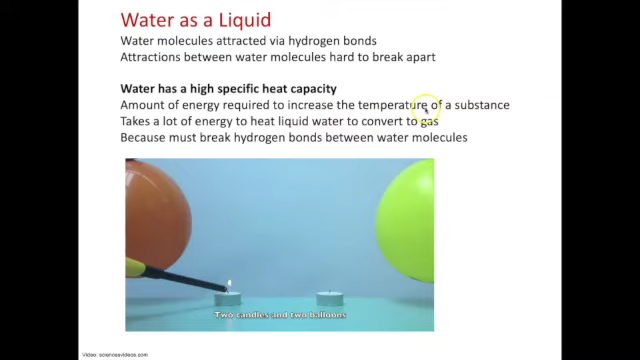 Water as a Liquid
Water molecules attracted via hydrogen bonds
Attractions between water molecules hard to break apart
Water has a high specific heat capacity
Amount of energy required to increase the temperature of a substance
Takes a lot of energy to heat liquid water to convert to gas
Because must break hydrogen bonds between water molecules
Two candles and two balloons
Video: sciencevideos.com